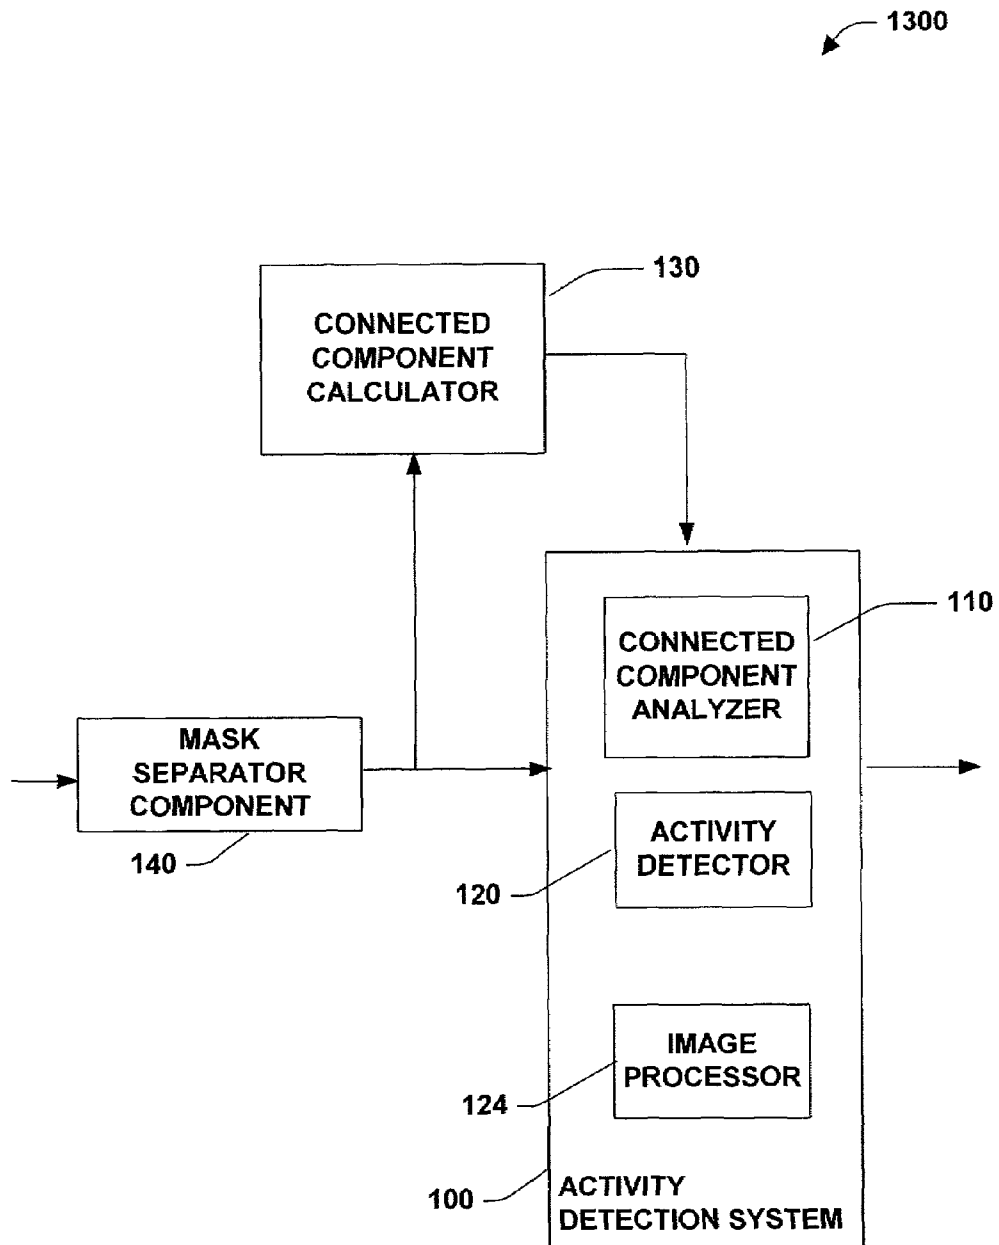 1300
130
CONNECTED
COMPONENT
CALCULATOR
110
CONNECTED
COMPONENT
ANALYZER
MASK
SEPARATOR
COMPONENT
140
ACTIVITY
DETECTOR
120
IMAGE
PROCESSOR
124
100
ACTIVITY
DETECTION SYSTEM